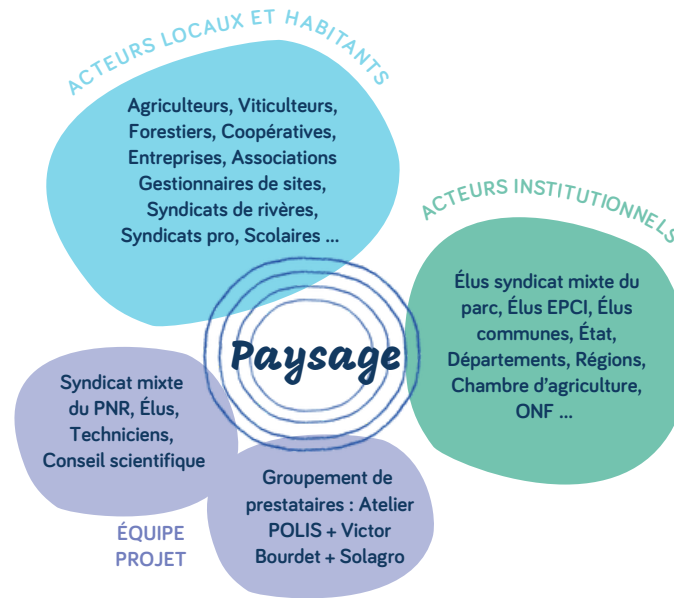 ACTEURS LOCAUX ET HABITANTS
Agriculteurs, Viticulteurs,
Forestiers, Coopératives,
Entreprises, Associations
Gestionnaires de sites,
Syndicats de rivères,
Syndicats pro, Scolaires ...
ACTEURS INSTITUTIONNELS
Élus syndicat mixte du
parc, Élus EPCI, Élus
communes, État,
Départements, Régions,
Chambre d'agriculture,
ONF ...
Paysage
Syndicat mixte
du PNR, Élus,
Techniciens,
Conseil scientifique
Groupement de
prestataires : Atelier
POLIS + Victor
Bourdet + Solagro
ÉQUIPE
PROJET